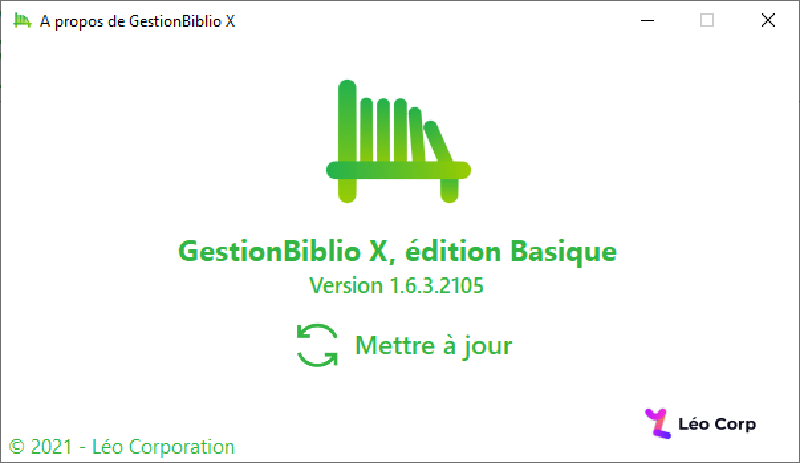 A propos de GestionBiblio X
GestionBiblio X, édition Basique
Version 1.6.3.2105
Mettre à jour
Léo Corp
© 2021 - Léo Corporation